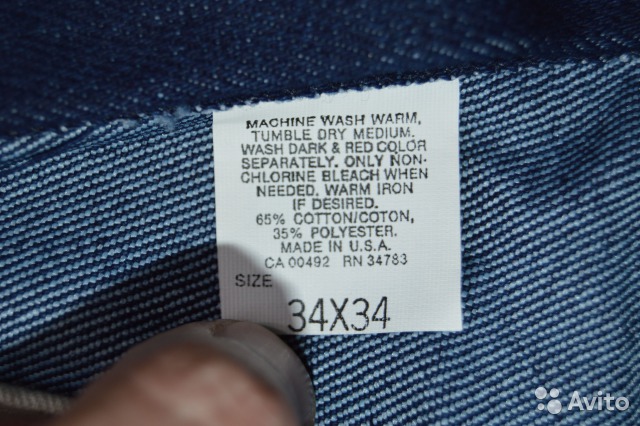 MACHINE WASH WARM,
TUMBLE DRY MEDIUM.
WASH DARK & RED COLOR
SEPARATELY. ONLY NON-
CHLORINE BLEACH WHEN
NEEDED. WARM IRON
IF DESIRED.
65% COTTON/COTON,
35% POLYESTER.
MADE IN U.S.A.
CA 00492 RN 34783
SIZE
34X34
Avito